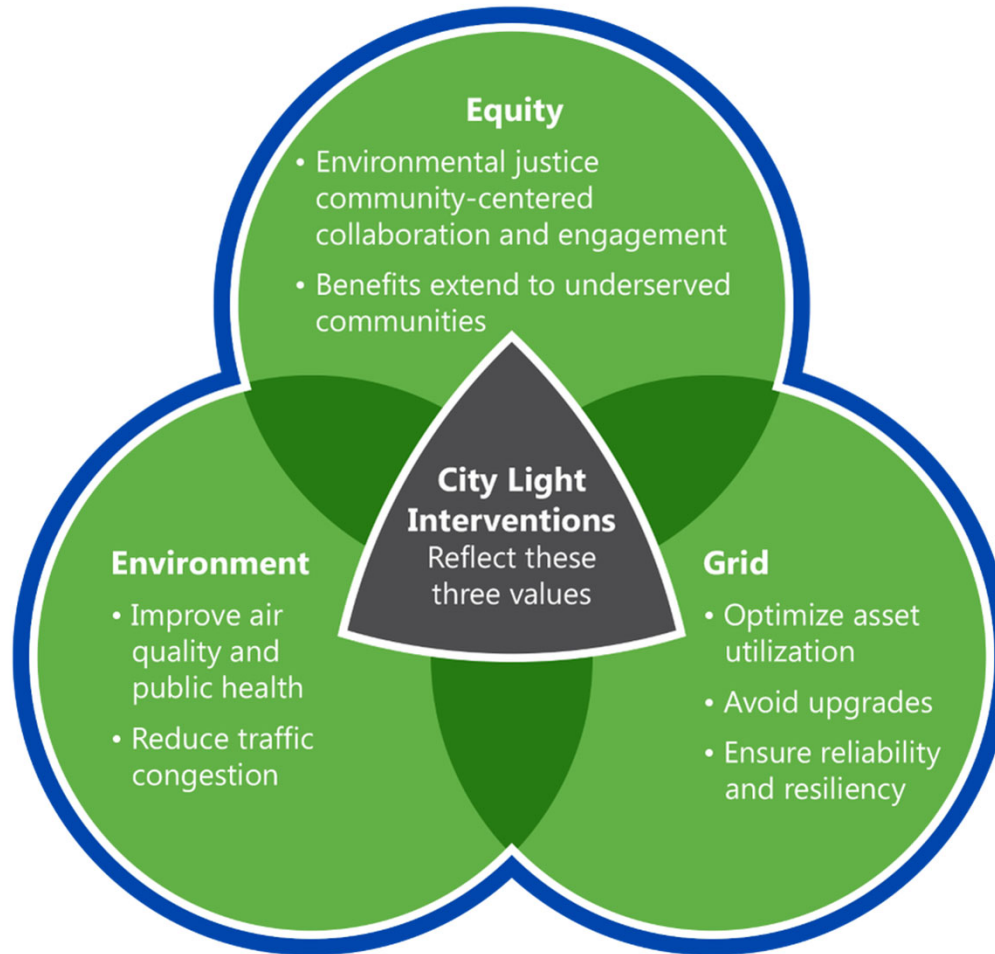 Equity
• Environmental justice
community-centered
collaboration and engagement
• Benefits extend to underserved
communities
City Light
Interventions
Reflect these
three values
Environment
• Improve air
quality and
public health
• Reduce traffic
congestion
Grid
• Optimize asset
utilization
• Avoid upgrades
• Ensure reliability
and resiliency